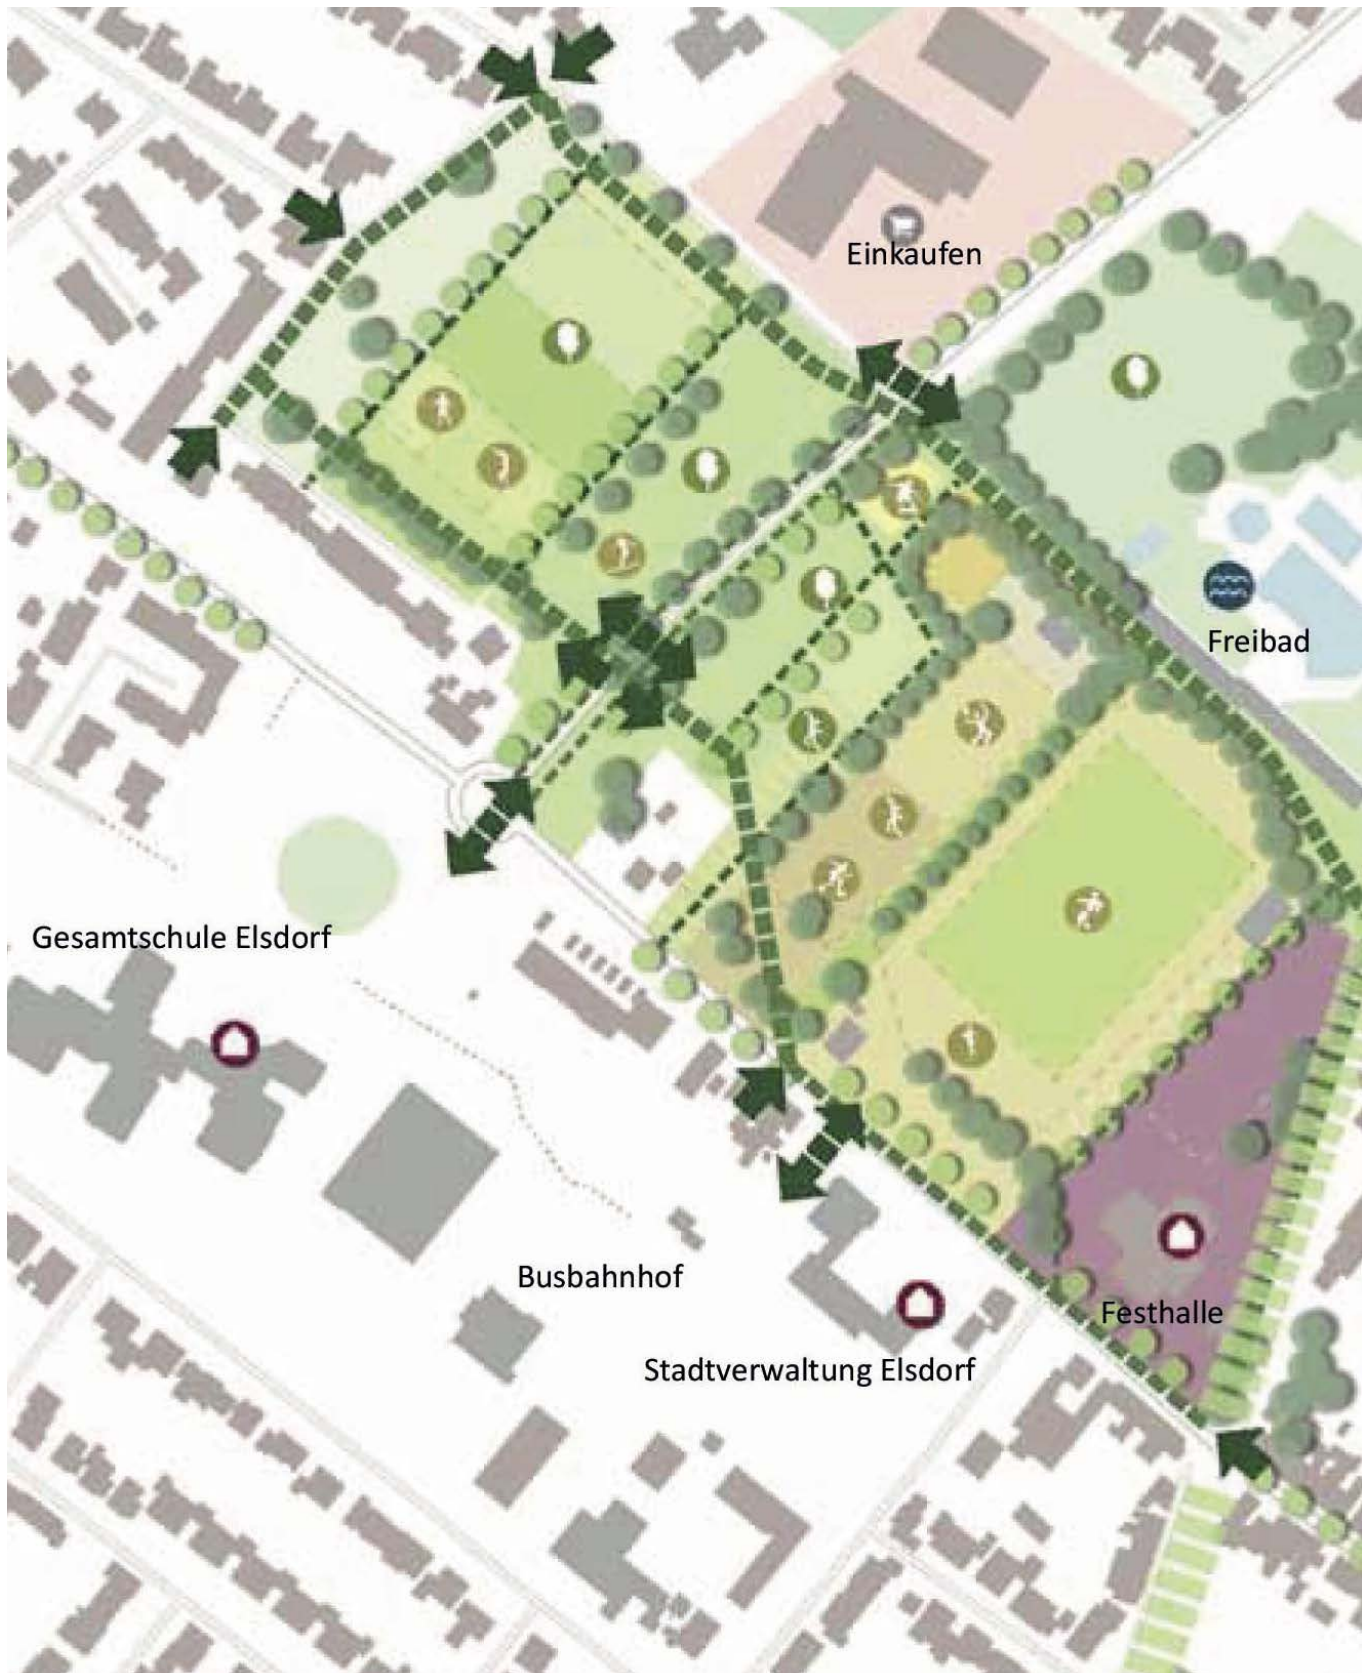 Einkaufen
Freibad
Gesamtschule Elsdorf
Busbahnhof
Festhalle
Stadtverwaltung Elsdorf